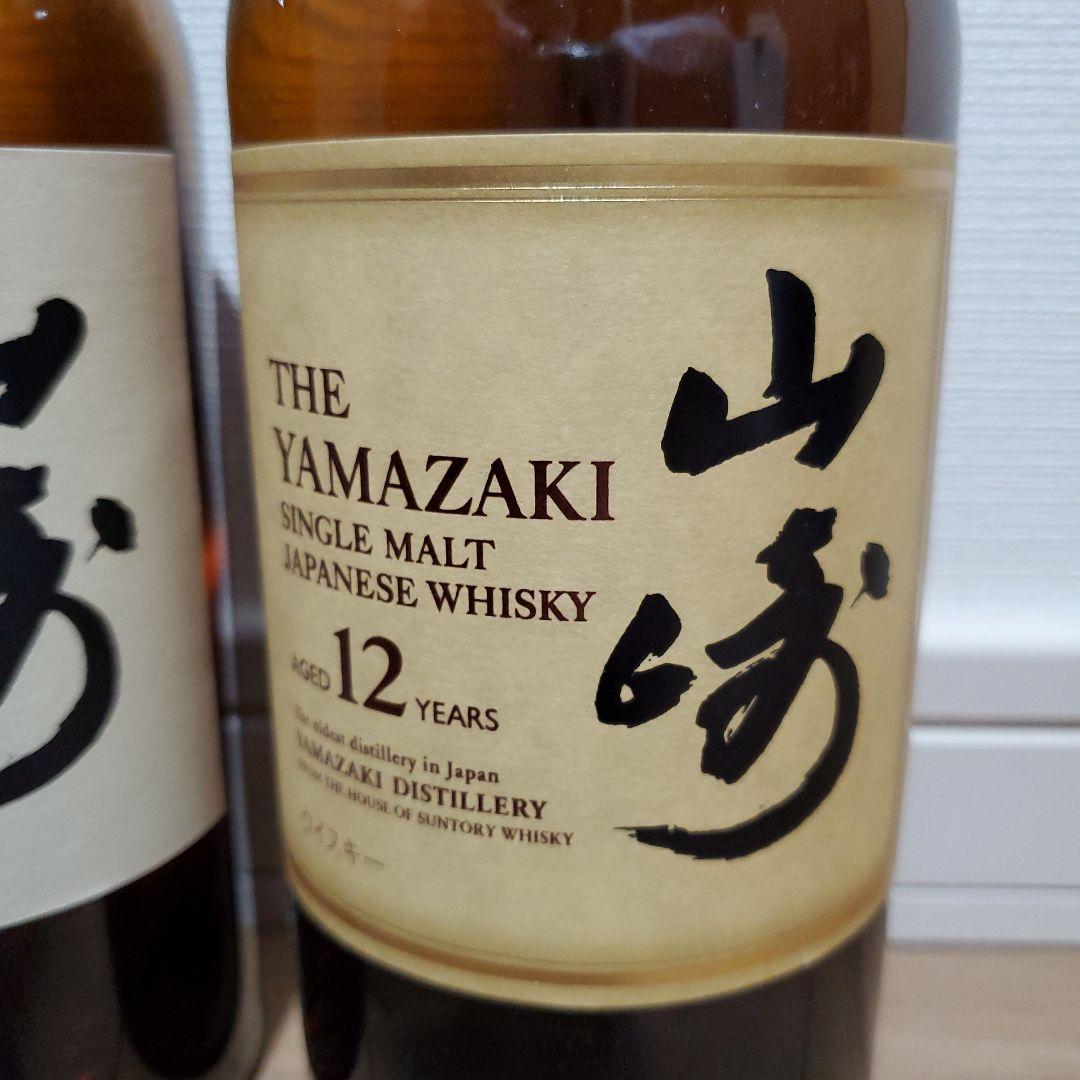 THE
YAMAZAKI
SINGLE MALT
JAPANESE WHISKY
AGED 12 YEARS
The oldest distillery in Japan
YAMAZAKI DISTILLERY
FROM THE HOUSE OF SUNTORY WHISKY
ウイスキー
山崎